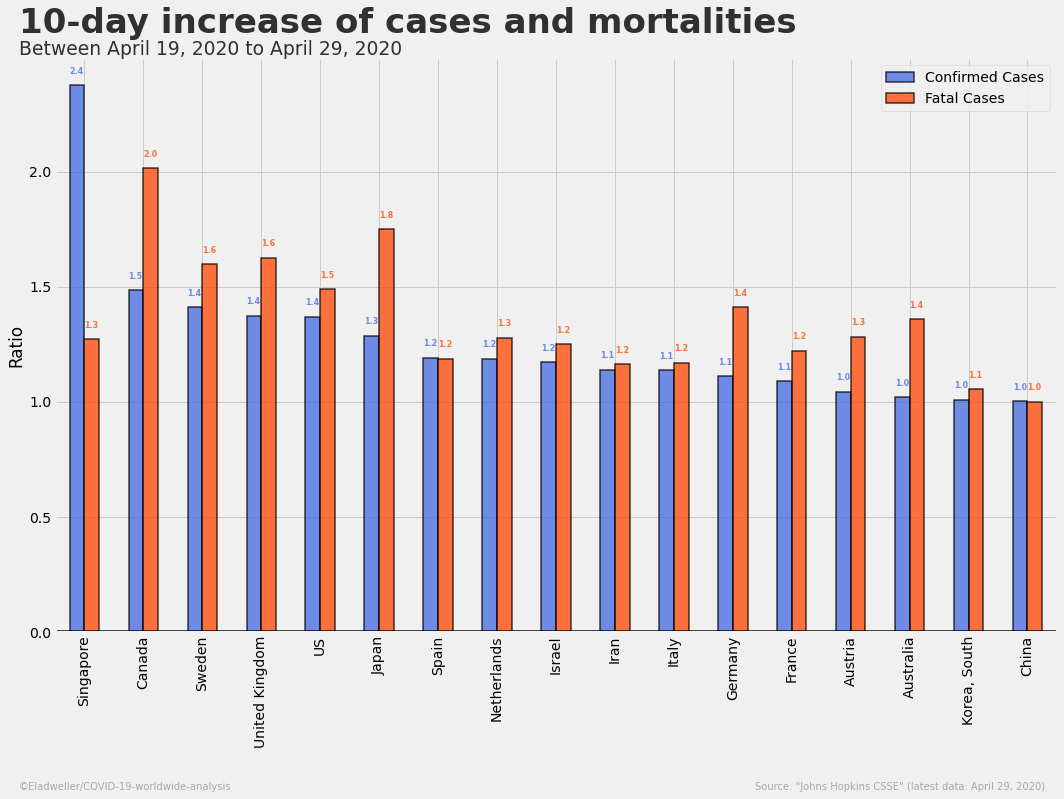 10-day increase of cases and mortalities
Between April 19, 2020 to April 29, 2020
Confirmed Cases
Fatal Cases
Ratio
2.0
1.5
1.0
0.5
0.0
2.4 1.3
1.5 2.0
1.4 1.6
1.4 1.6
1.4 1.5
1.3 1.8
1.2 1.2
1.2 1.3
1.2 1.2
1.1 1.2
1.1 1.2
1.1 1.4
1.1 1.2
1.0 1.3
1.0 1.4
1.0 1.1
1.0 1.0
Singapore
Canada
Sweden
United Kingdom
US
Japan
Spain
Netherlands
Israel
Iran
Italy
Germany
France
Austria
Australia
Korea, South
China
©Eladweller/COVID-19-worldwide-analysis
Source: "Johns Hopkins CSSE" (latest data: April 29, 2020)